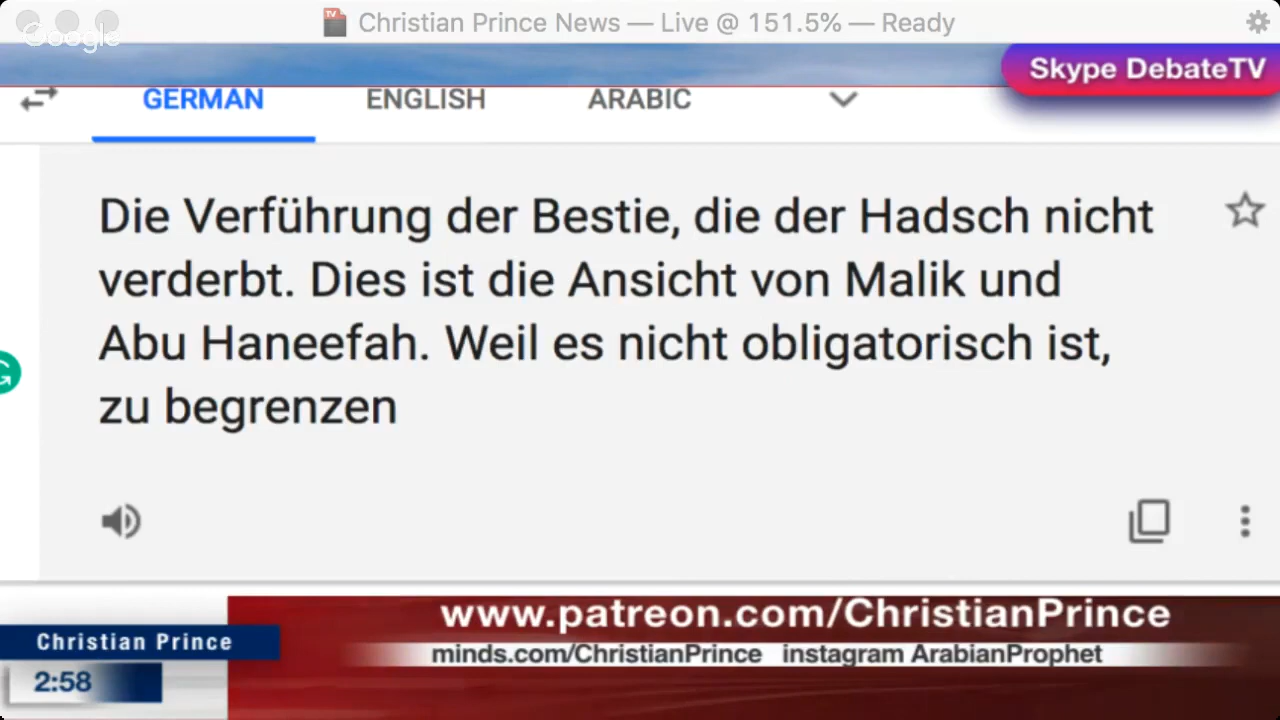 Christian Prince News — Live @ 151.5% — Ready
Google
Skype DebateTV
GERMAN ENGLISH ARABIC
Die Verführung der Bestie, die der Hadsch nicht
verderbt. Dies ist die Ansicht von Malik und
Abu Haneefah. Weil es nicht obligatorisch ist,
zu begrenzen
www.patreon.com/ChristianPrince
Christian Prince
minds.com/ChristianPrince instagram ArabianProphet
2:58